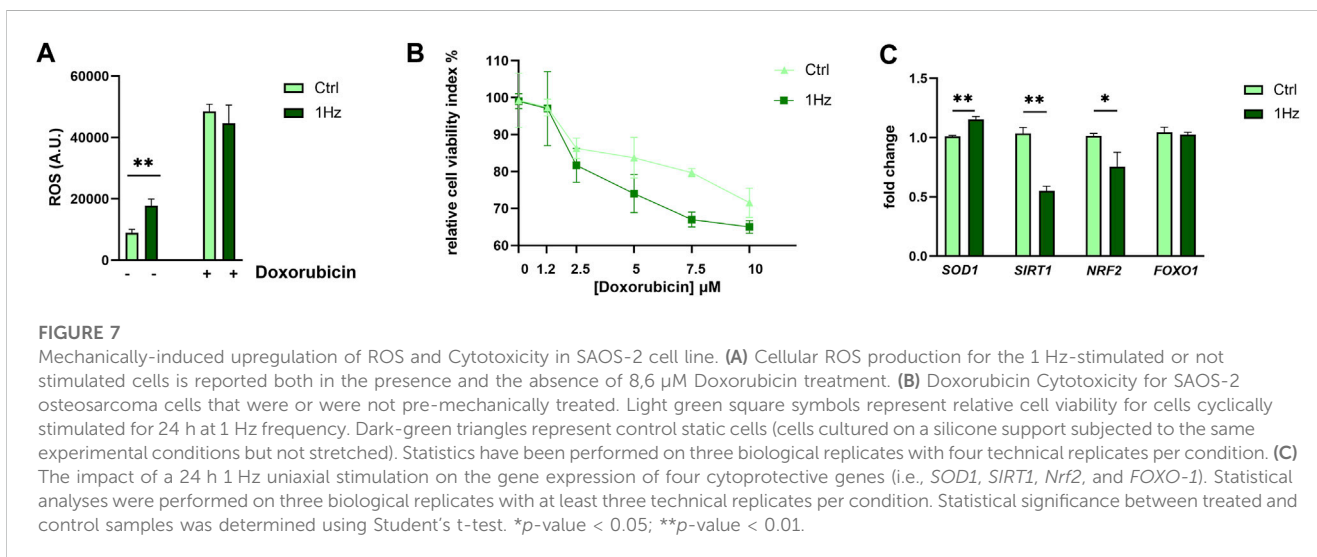 A
ROS (A.U.)
60000
40000
20000
0
**
Ctrl
1Hz
- - + + Doxorubicin
B
relative cell viability index %
110
100
90
80
70
60
Ctrl
1Hz
0 1.2 2.5 5 7.5 10
[Doxorubicin] µM
C
fold change
1.5
1.0
0.5
0.0
** ** *
Ctrl
1Hz
SOD1 SIRT1 NRF2 FOXO1
FIGURE 7
Mechanically-induced upregulation of ROS and Cytotoxicity in SAOS-2 cell line. (A) Cellular ROS production for the 1 Hz-stimulated or not
stimulated cells is reported both in the presence and the absence of 8,6 µM Doxorubicin treatment. (B) Doxorubicin Cytotoxicity for SAOS-2
osteosarcoma cells that were or were not pre-mechanically treated. Light green square symbols represent relative cell viability for cells cyclically
stimulated for 24 h at 1 Hz frequency. Dark-green triangles represent control static cells (cells cultured on a silicone support subjected to the same
experimental conditions but not stretched). Statistics have been performed on three biological replicates with four technical replicates per condition. (C)
The impact of a 24 h 1 Hz uniaxial stimulation on the gene expression of four cytoprotective genes (i.e., SOD1, SIRT1, Nrf2, and FOXO-1). Statistical
analyses were performed on three biological replicates with at least three technical replicates per condition. Statistical significance between treated and
control samples was determined using Student's t-test. *p-value < 0.05; **p-value < 0.01.